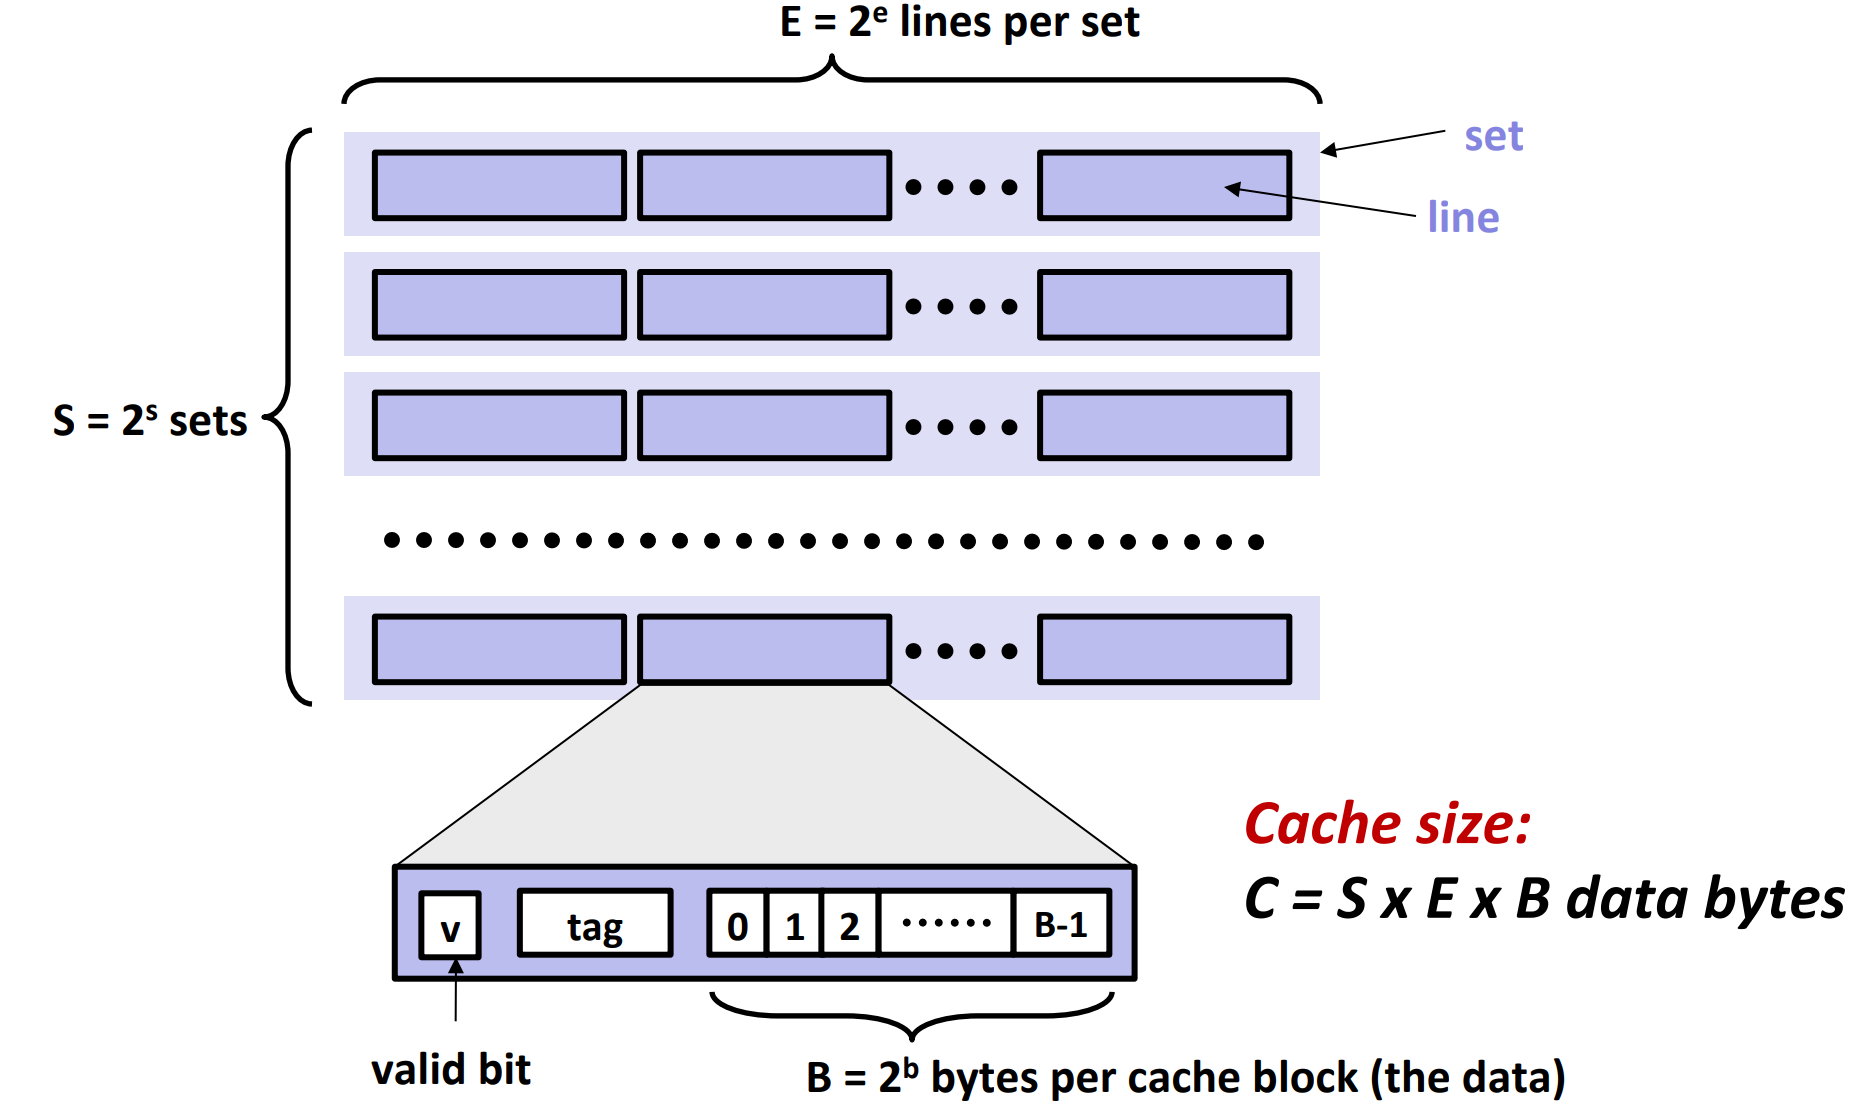 E = 2^e lines per set
set
line
S = 2^s sets
Cache size:
C = S x E x B data bytes
v
tag
0 1 2 B-1
valid bit
B = 2^b bytes per cache block (the data)